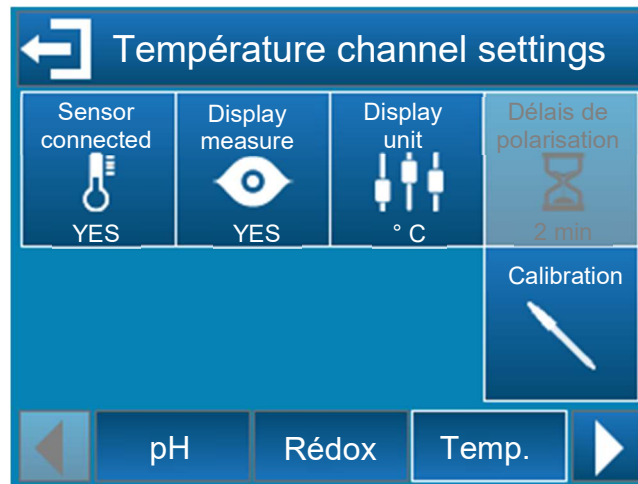 Température channel settings
Sensor
connected
YES
Display
measure
YES
Display
unit
° C
Délais de
polarisation
2 min
Calibration
pH
Rédox
Temp.